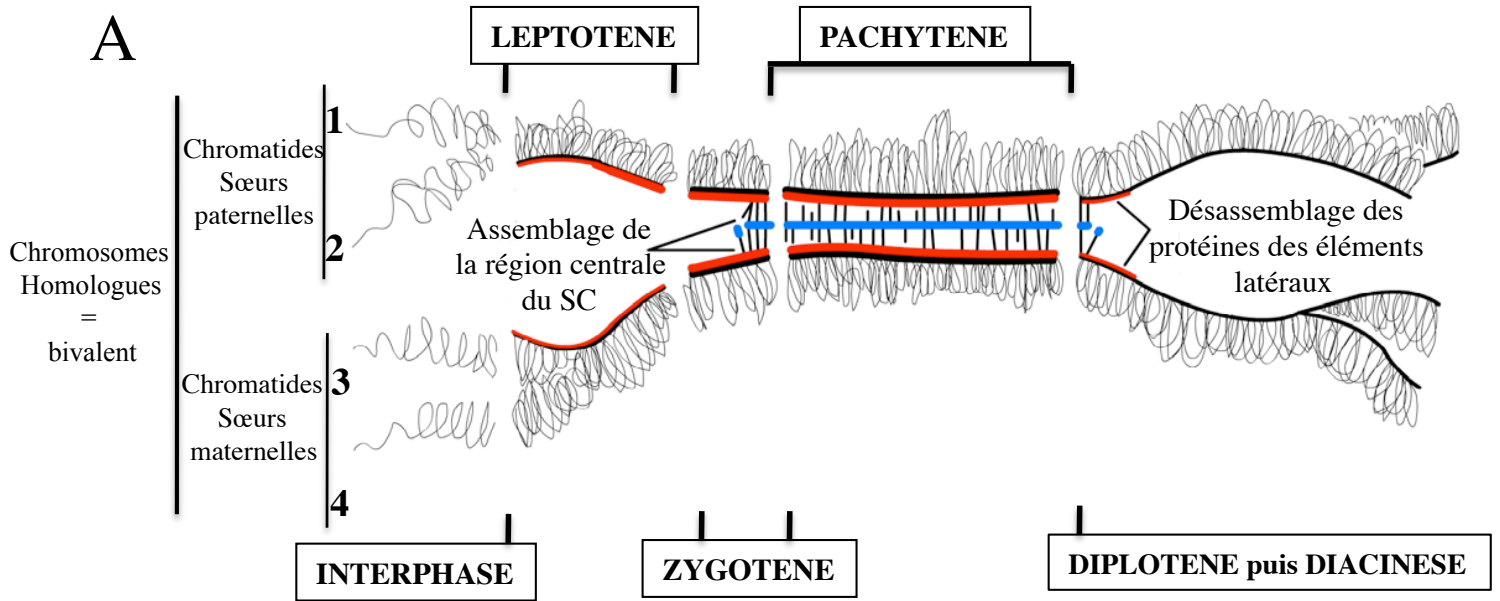 A
LEPTOTENE
PACHYTENE
Chromosomes
Homologues
=
bivalent
Chromatides
Sœurs
paternelles
1
2
Chromatides
Sœurs
maternelles
3
4
Assemblage de
la région centrale
du SC
Désassemblage des
protéines des éléments
latéraux
INTERPHASE
ZYGOTENE
DIPLOTENE puis DIACINESE